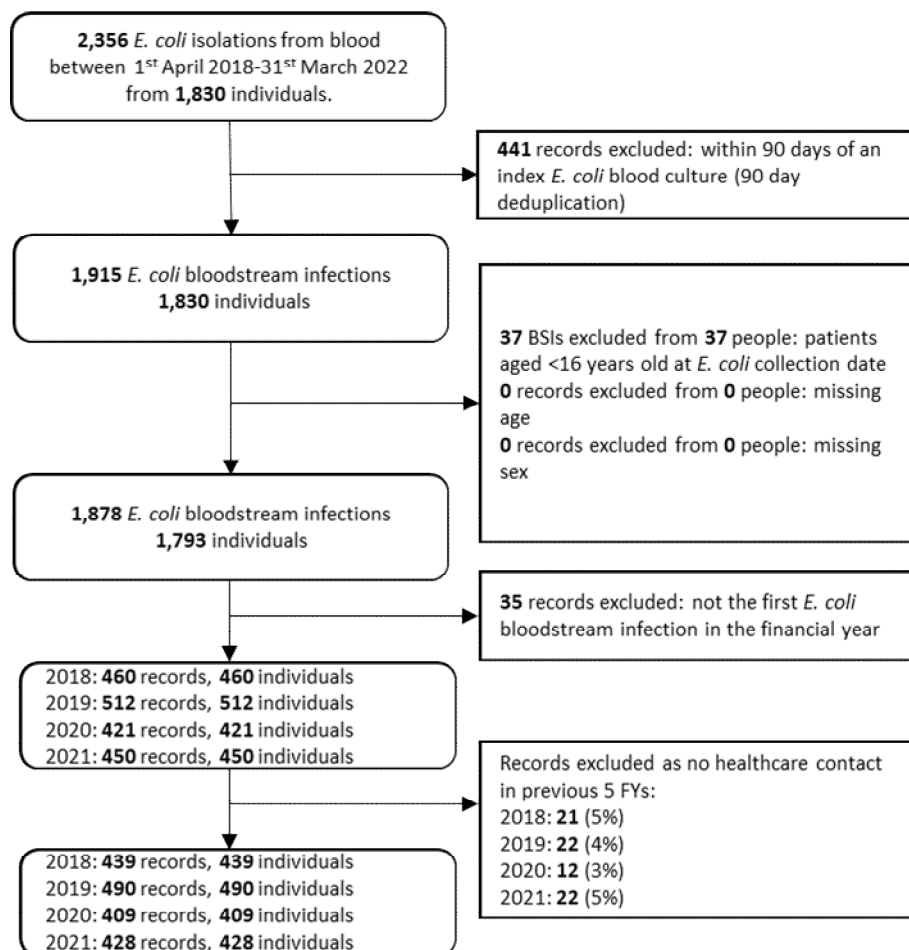 2,356 E. coli isolations from blood
between 1st April 2018-31st March 2022
from 1,830 individuals.
441 records excluded: within 90 days of an
index E. coli blood culture (90 day
deduplication)
1,915 E. coli bloodstream infections
1,830 individuals
37 BSIs excluded from 37 people: patients
aged <16 years old at E. coli collection date
0 records excluded from 0 people: missing
age
0 records excluded from 0 people: missing
sex
1,878 E. coli bloodstream infections
1,793 individuals
35 records excluded: not the first E. coli
bloodstream infection in the financial year
2018: 460 records, 460 individuals
2019: 512 records, 512 individuals
2020: 421 records, 421 individuals
2021: 450 records, 450 individuals
Records excluded as no healthcare contact
in previous 5 FYs:
2018: 21 (5%)
2019: 22 (4%)
2020: 12 (3%)
2021: 22 (5%)
2018: 439 records, 439 individuals
2019: 490 records, 490 individuals
2020: 409 records, 409 individuals
2021: 428 records, 428 individuals